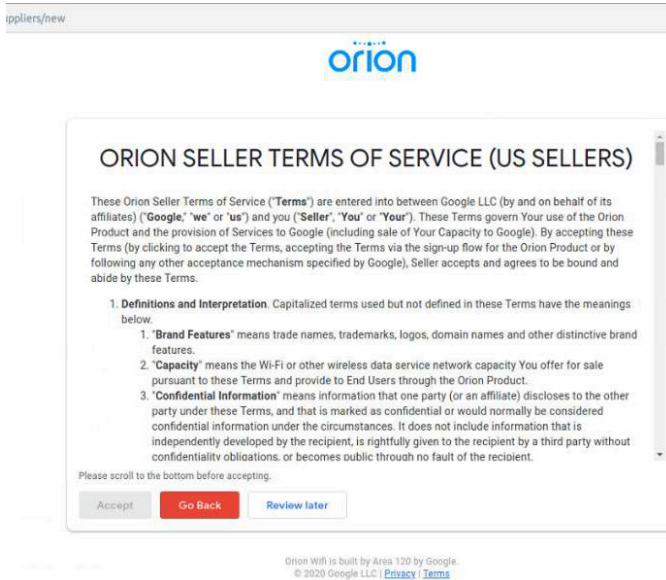 uppliers/new
orion
ORION SELLER TERMS OF SERVICE (US SELLERS)
These Orion Seller Terms of Service ("Terms") are entered into between Google LLC (by and on behalf of its
affiliates) ("Google," "we" or "us") and you ("Seller", "You" or "Your"). These Terms govern Your use of the Orion
Product and the provision of Services to Google (including sale of Your Capacity to Google). By accepting these
Terms (by clicking to accept the Terms, accepting the Terms via the sign-up flow for the Orion Product or by
following any other acceptance mechanism specified by Google), Seller accepts and agrees to be bound and
abide by these Terms.
1. Definitions and Interpretation. Capitalized terms used but not defined in these Terms have the meanings
below.
1. "Brand Features" means trade names, trademarks, logos, domain names and other distinctive brand
features.
2. "Capacity" means the Wi-Fi or other wireless data service network capacity You offer for sale
pursuant to these Terms and provide to End Users through the Orion Product.
3. "Confidential Information" means information that one party (or an affiliate) discloses to the other
party under these Terms, and that is marked as confidential or would normally be considered
confidential information under the circumstances. It does not include information that is
independently developed by the recipient, is rightfully given to the recipient by a third party without
confidentiality obligations, or becomes public through no fault of the recipient.
Please scroll to the bottom before accepting.
Accept Go Back Review later
Orion Wifi is built by Area 120 by Google.
© 2020 Google LLC | Privacy | Terms